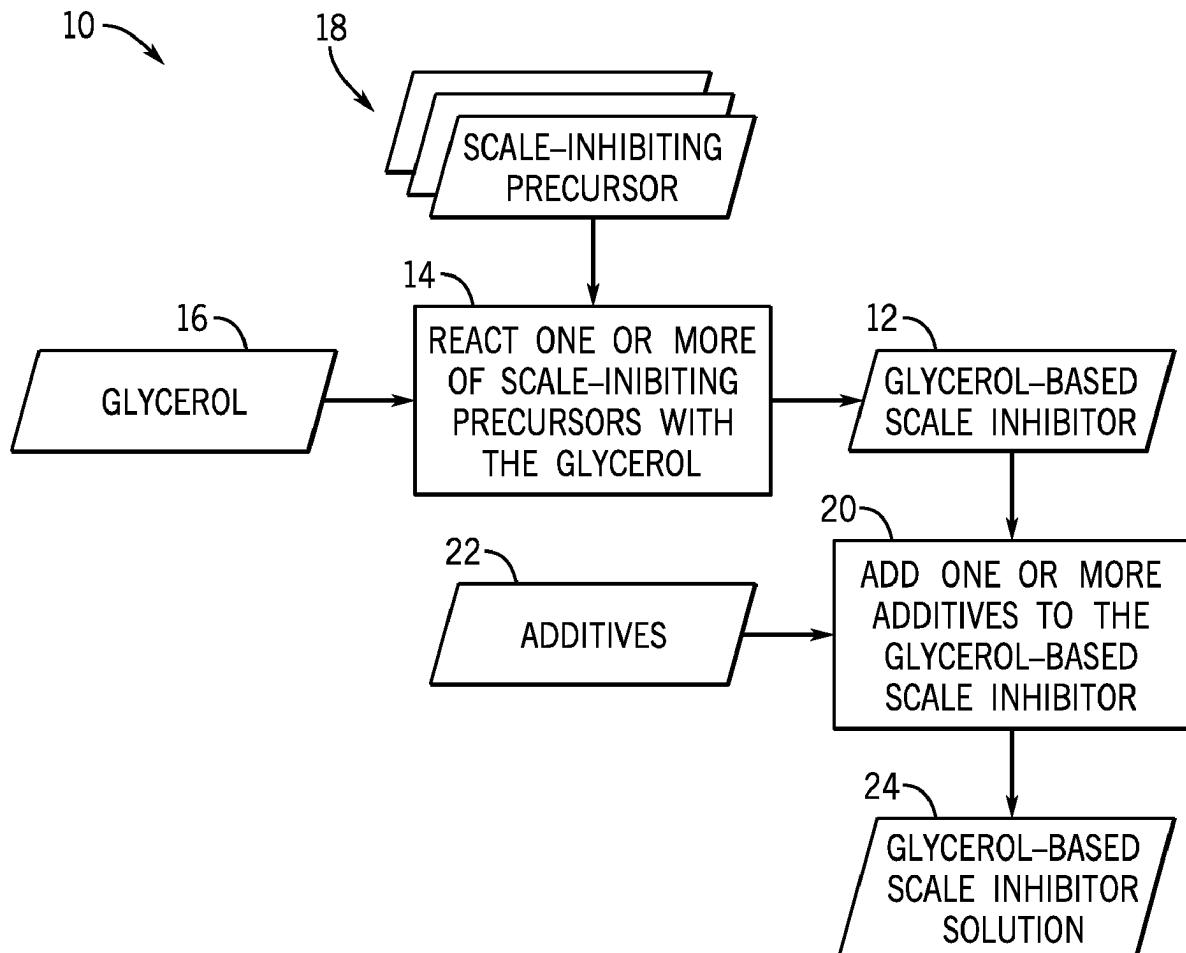 10
18
SCALE–INHIBITING
PRECURSOR
14
16
12
REACT ONE OR MORE
OF SCALE–INIBITING
PRECURSORS WITH
THE GLYCEROL
GLYCEROL
GLYCEROL–BASED
SCALE INHIBITOR
20
22
ADD ONE OR MORE
ADDITIVES TO THE
GLYCEROL–BASED
SCALE INHIBITOR
ADDITIVES
24
GLYCEROL–BASED
SCALE INHIBITOR
SOLUTION